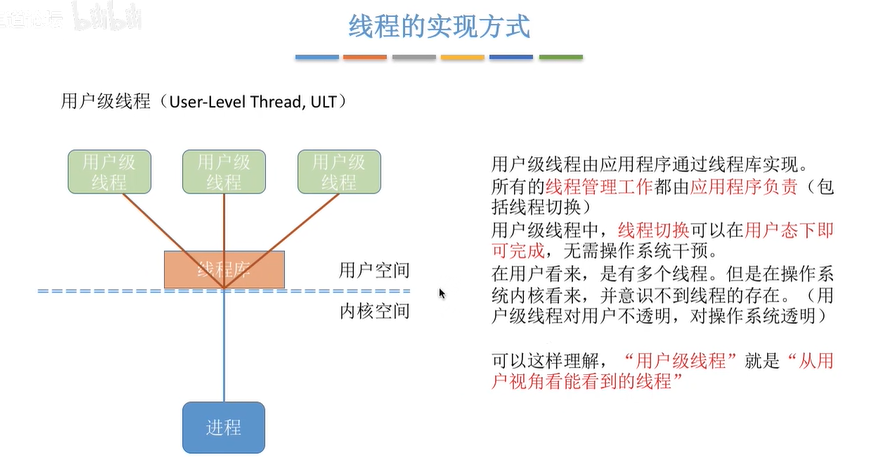 bilibili
线程的实现方式
用户级线程（User-Level Thread, ULT）
用户级
线程
用户级
线程
用户级
线程
线程库
用户空间
内核空间
进程
用户级线程由应用程序通过线程库实现。
所有的线程管理工作都由应用程序负责（包
括线程切换）
用户级线程中，线程切换可以在用户态下即
可完成，无需操作系统干预。
在用户看来，是有多个线程。但是在操作系
统内核看来，并意识不到线程的存在。（用
户级线程对用户不透明，对操作系统透明）
可以这样理解，“用户级线程”就是“从用
户视角看能看到的线程”